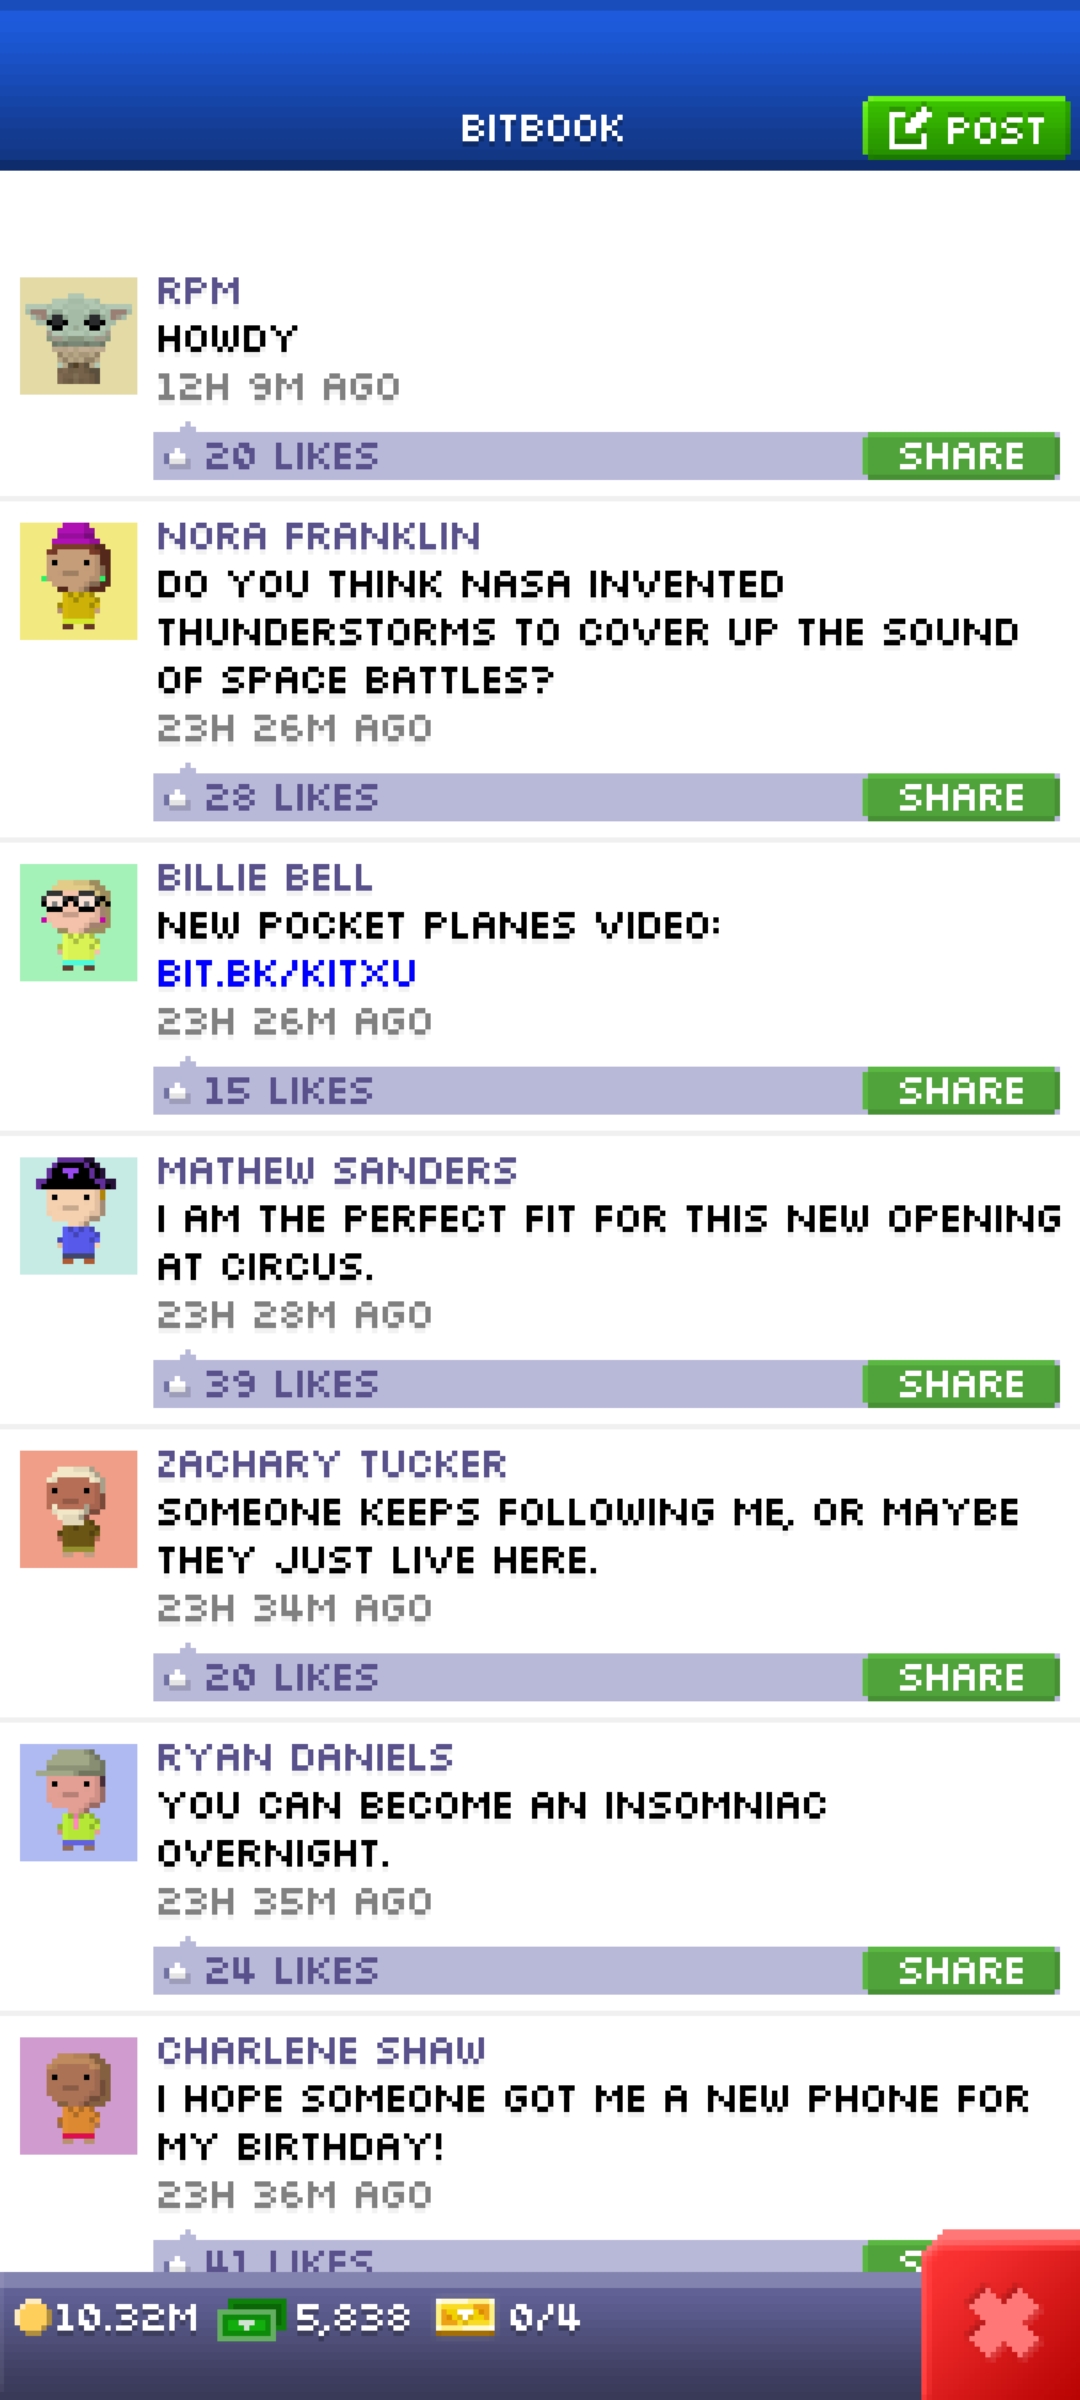 BITBOOK
POST
RPM
HOWDY
12H 9M AGO
20 LIKES
SHARE
NORA FRANKLIN
DO YOU THINK NASA INVENTED
THUNDERSTORMS TO COVER UP THE SOUND
OF SPACE BATTLES?
23H 26M AGO
28 LIKES
SHARE
BILLIE BELL
NEW POCKET PLANES VIDEO:
BIT.BK/KITXU
23H 26M AGO
15 LIKES
SHARE
MATHEW SANDERS
I AM THE PERFECT FIT FOR THIS NEW OPENING
AT CIRCUS.
23H 28M AGO
39 LIKES
SHARE
ZACHARY TUCKER
SOMEONE KEEPS FOLLOWING ME, OR MAYBE
THEY JUST LIVE HERE.
23H 34M AGO
20 LIKES
SHARE
RYAN DANIELS
YOU CAN BECOME AN INSOMNIAC
OVERNIGHT.
23H 35M AGO
24 LIKES
SHARE
CHARLENE SHAW
I HOPE SOMEONE GOT ME A NEW PHONE FOR
MY BIRTHDAY!
23H 36M AGO
41 LIKES
10.32M 5,838 0/4